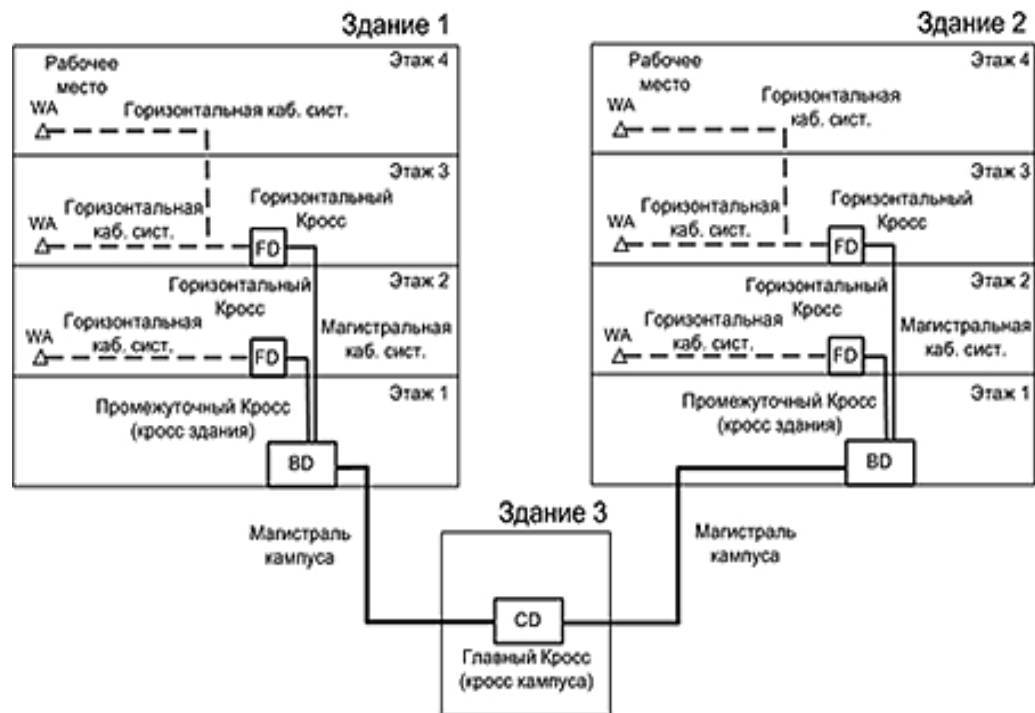 Здание 1
Этаж 4
Рабочее
место
WA
Горизонтальная каб. сист.
Этаж 3
WA
Горизонтальная
каб. сист.
Горизонтальный
Кросс
FD
Этаж 2
Горизонтальный
Кросс
WA
Горизонтальная
каб. сист.
FD
Магистральная
каб. сист.
Этаж 1
Промежуточный Кросс
(кросс здания)
BD
Магистраль
кампуса
Здание 2
Этаж 4
Рабочее
место
WA
Горизонтальная
каб. сист.
Этаж 3
WA
Горизонтальная
каб. сист.
Горизонтальный
Кросс
FD
Этаж 2
Горизонтальный
Кросс
WA
Горизонтальная
каб. сист.
FD
Магистральная
каб. сист.
Этаж 1
Промежуточный Кросс
(кросс здания)
BD
Магистраль
кампуса
Здание 3
CD
Главный Кросс
(кросс кампуса)